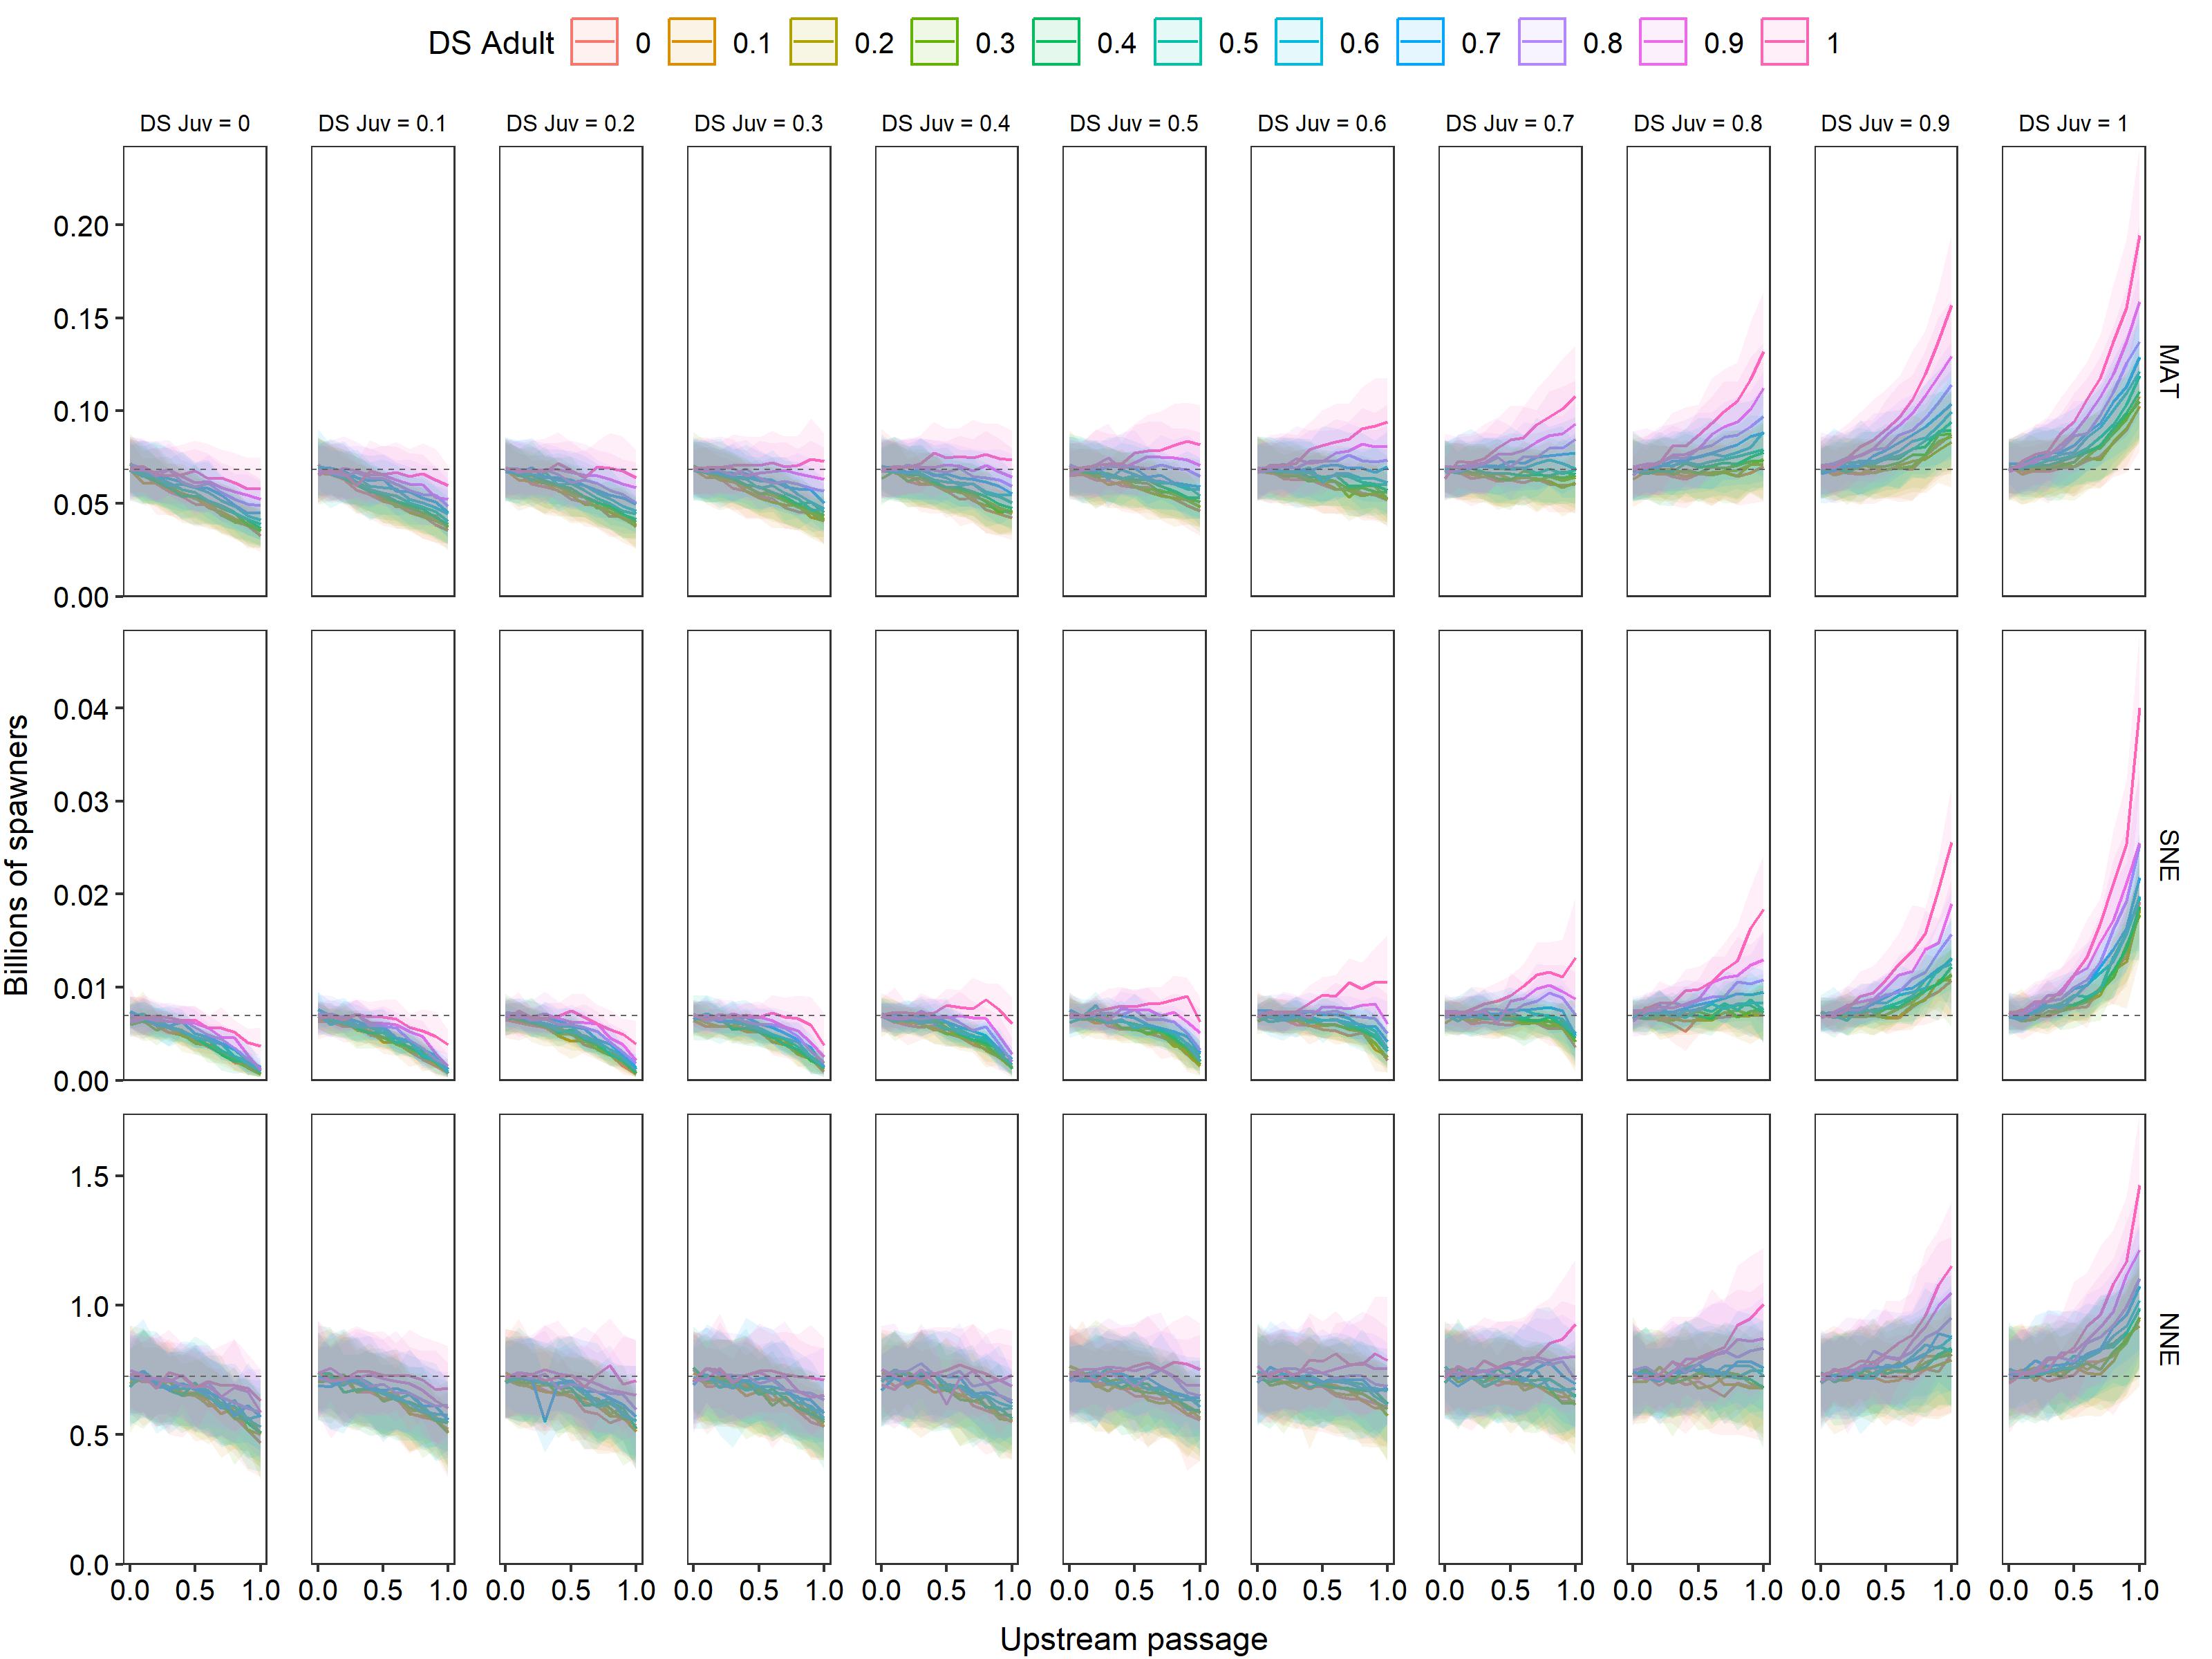 DS Adult 0 0.1 0.2 0.3 0.4 0.5 0.6 0.7 0.8 0.9 1
DS Juv = 0 DS Juv = 0.1 DS Juv = 0.2 DS Juv = 0.3 DS Juv = 0.4 DS Juv = 0.5 DS Juv = 0.6 DS Juv = 0.7 DS Juv = 0.8 DS Juv = 0.9 DS Juv = 1
0.20
0.15
0.10
0.05
0.00
MAT
Billions of spawners
0.04
0.03
0.02
0.01
0.00
SNE
1.5
1.0
0.5
0.0
NNE
0.0 0.5 1.0 0.0 0.5 1.0 0.0 0.5 1.0 0.0 0.5 1.0 0.0 0.5 1.0 0.0 0.5 1.0 0.0 0.5 1.0 0.0 0.5 1.0 0.0 0.5 1.0 0.0 0.5 1.0 0.0 0.5 1.0
Upstream passage